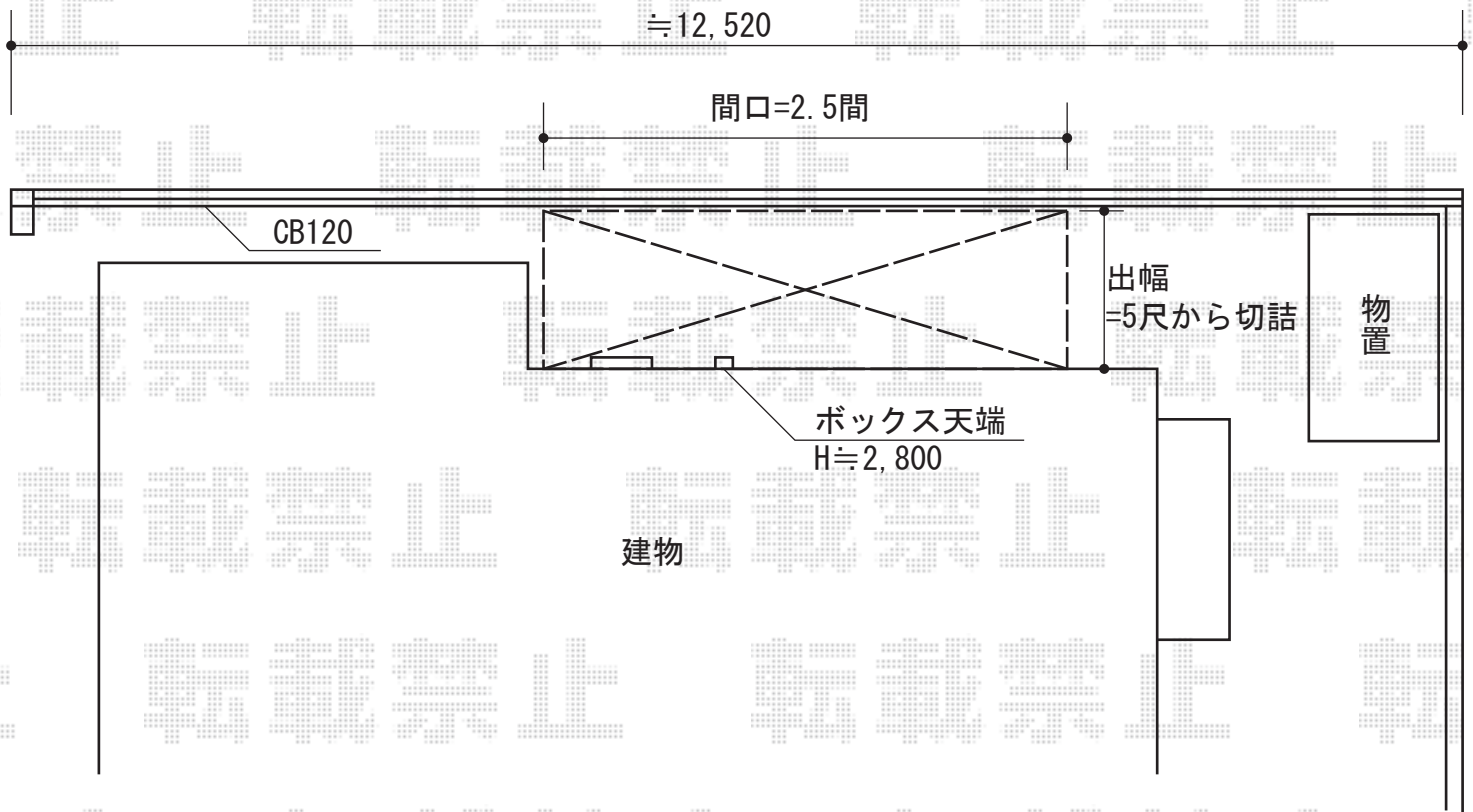 ≒12,520
間口=2.5間
CB120
出幅
=5尺から切詰
物置
ボックス天端
H≒2,800
建物
転載禁止